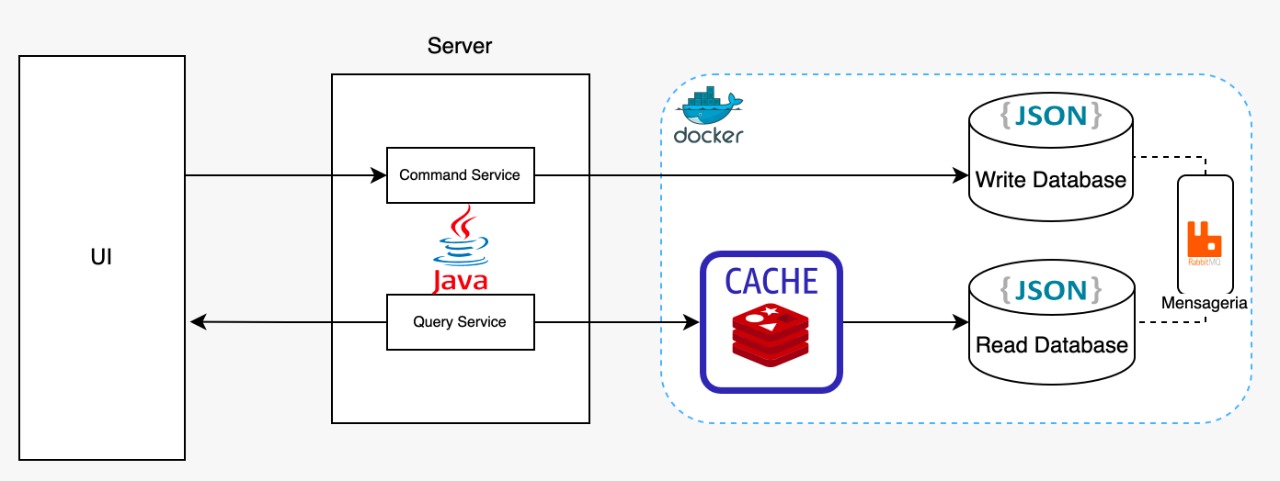 Server
UI
Command Service
Java
Query Service
docker
CACHE
{JSON}
Write Database
RabbitMQ
Mensageria
{JSON}
Read Database